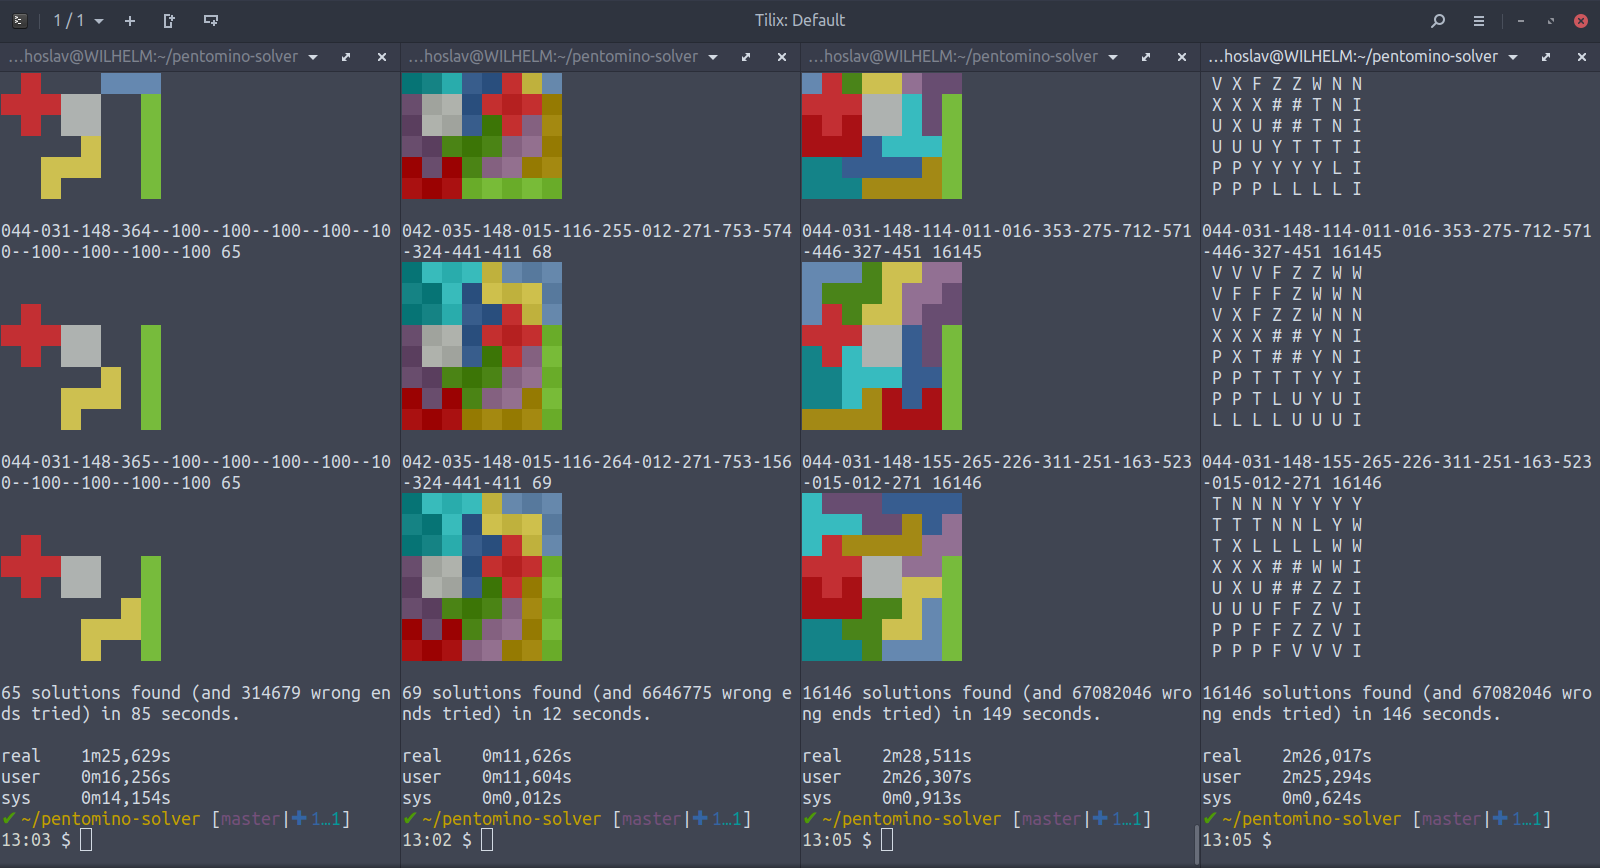 1 / 1
Tilix: Default
…hoslav@WILHELM:~/pentomino-solver
044-031-148-364--100--100--100--100--10
0--100--100--100--100 65
044-031-148-365--100--100--100--100--10
0--100--100--100--100 65
65 solutions found (and 314679 wrong en
ds tried) in 85 seconds.
real 1m25,629s
user 0m16,256s
sys 0m14,154s
✔ ~/pentomino-solver [master|✚ 1…1]
13:03 $
…hoslav@WILHELM:~/pentomino-solver
042-035-148-015-116-255-012-271-753-574
-324-441-411 68
042-035-148-015-116-264-012-271-753-156
-324-441-411 69
69 solutions found (and 6646775 wrong e
nds tried) in 12 seconds.
real 0m11,626s
user 0m11,604s
sys 0m0,012s
✔ ~/pentomino-solver [master|✚ 1…1]
13:02 $
…hoslav@WILHELM:~/pentomino-solver
044-031-148-114-011-016-353-275-712-571
-446-327-451 16145
044-031-148-155-265-226-311-251-163-523
-015-012-271 16146
16146 solutions found (and 67082046 wro
ng ends tried) in 149 seconds.
real 2m28,511s
user 2m26,307s
sys 0m0,913s
✔ ~/pentomino-solver [master|✚ 1…1]
13:05 $
…hoslav@WILHELM:~/pentomino-solver
V X F Z Z W N N
X X X # # T N I
U X U # # T N I
U U U Y T T T I
P P Y Y Y Y L I
P P P L L L L I
044-031-148-114-011-016-353-275-712-571
-446-327-451 16145
V V V F Z Z W W
V F F F Z W W N
V X F Z Z W N N
X X X # # Y N I
P X T # # Y N I
P P T T T Y Y I
P P T L U Y U I
L L L L U U U I
044-031-148-155-265-226-311-251-163-523
-015-012-271 16146
T N N N Y Y Y Y
T T T N N L Y W
T X L L L L W W
X X X # # W W I
U X U # # Z Z I
U U U F F Z V I
P P F F Z Z V I
P P P F V V V I
16146 solutions found (and 67082046 wro
ng ends tried) in 146 seconds.
real 2m26,017s
user 2m25,294s
sys 0m0,624s
✔ ~/pentomino-solver [master|✚ 1…1]
13:05 $